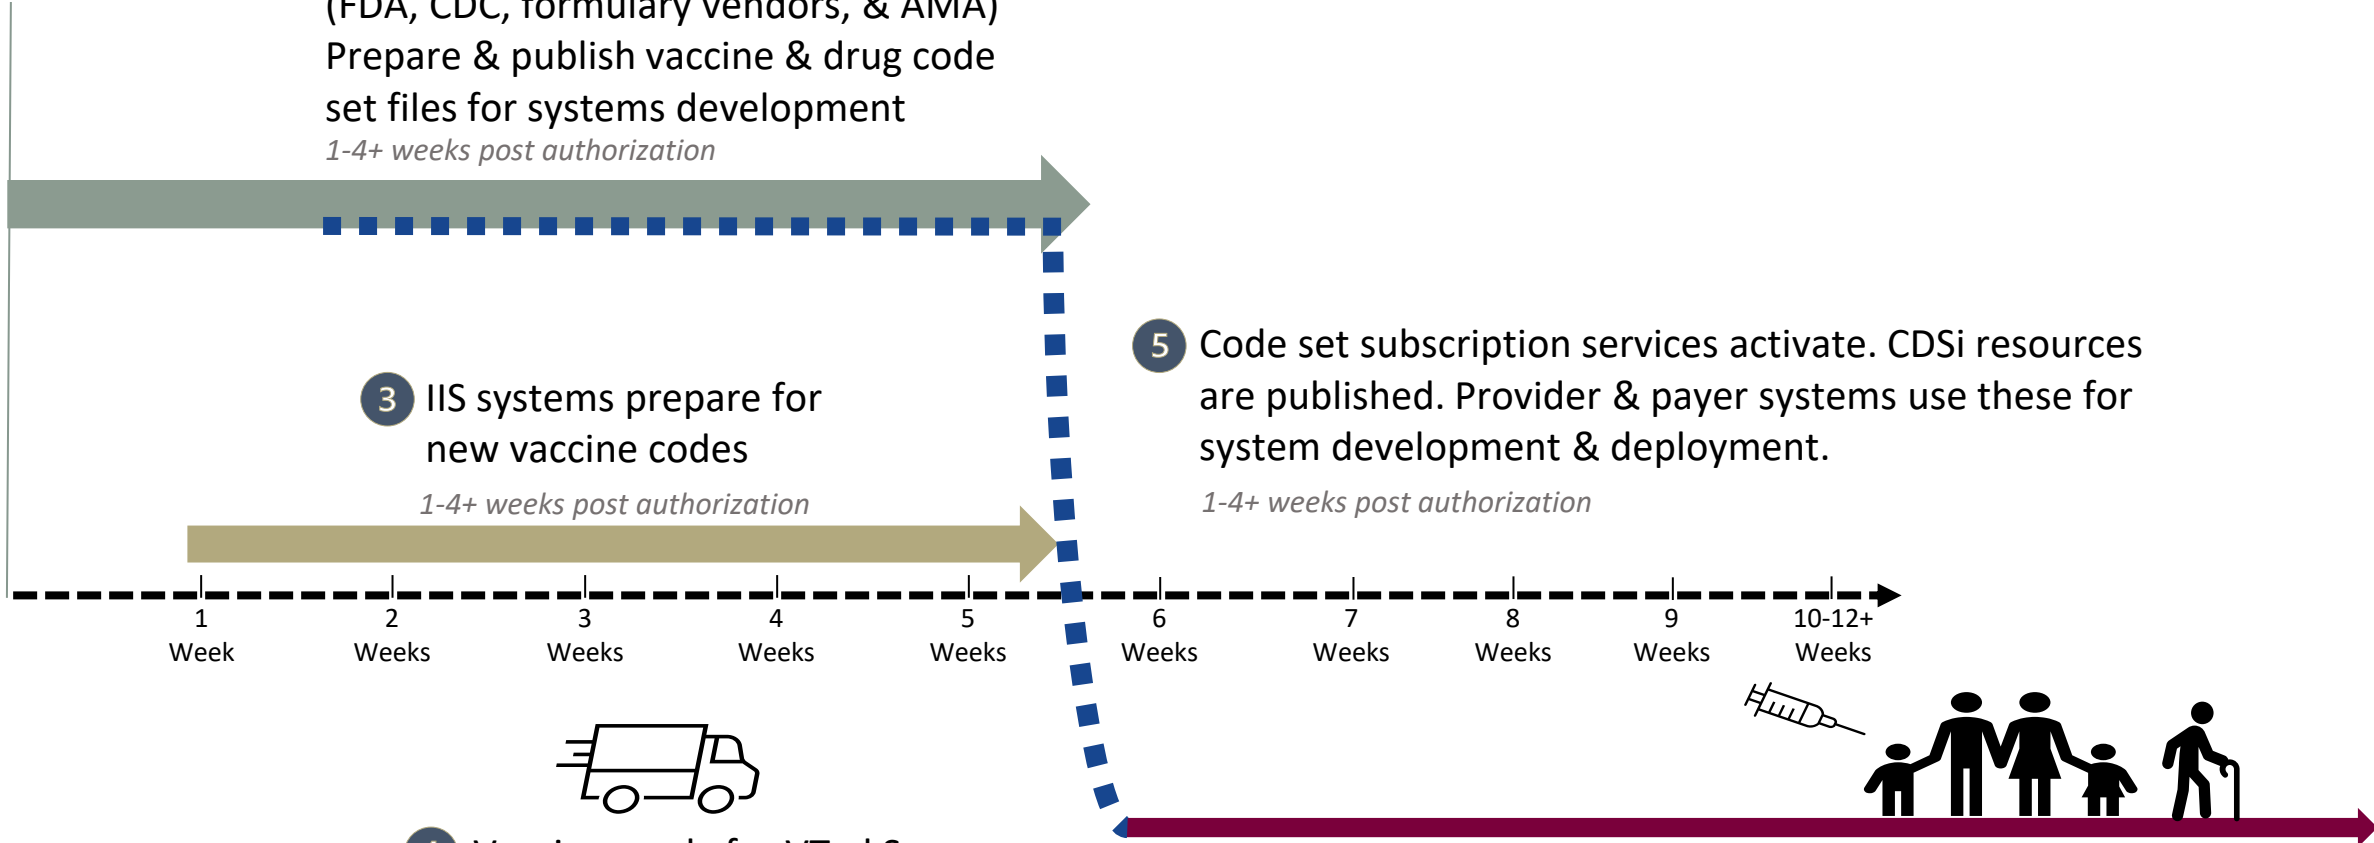 (FDA, CDC, formulary vendors, & AMA)
Prepare & publish vaccine & drug code
set files for systems development
1-4+ weeks post authorization
5 Code set subscription services activate. CDSi resources
are published. Provider & payer systems use these for
system development & deployment.
1-4+ weeks post authorization
3 IIS systems prepare for
new vaccine codes
1-4+ weeks post authorization
1 2 3 4 5 6 7 8 9 10-12+
Week Weeks Weeks Weeks Weeks Weeks Weeks Weeks Weeks Weeks